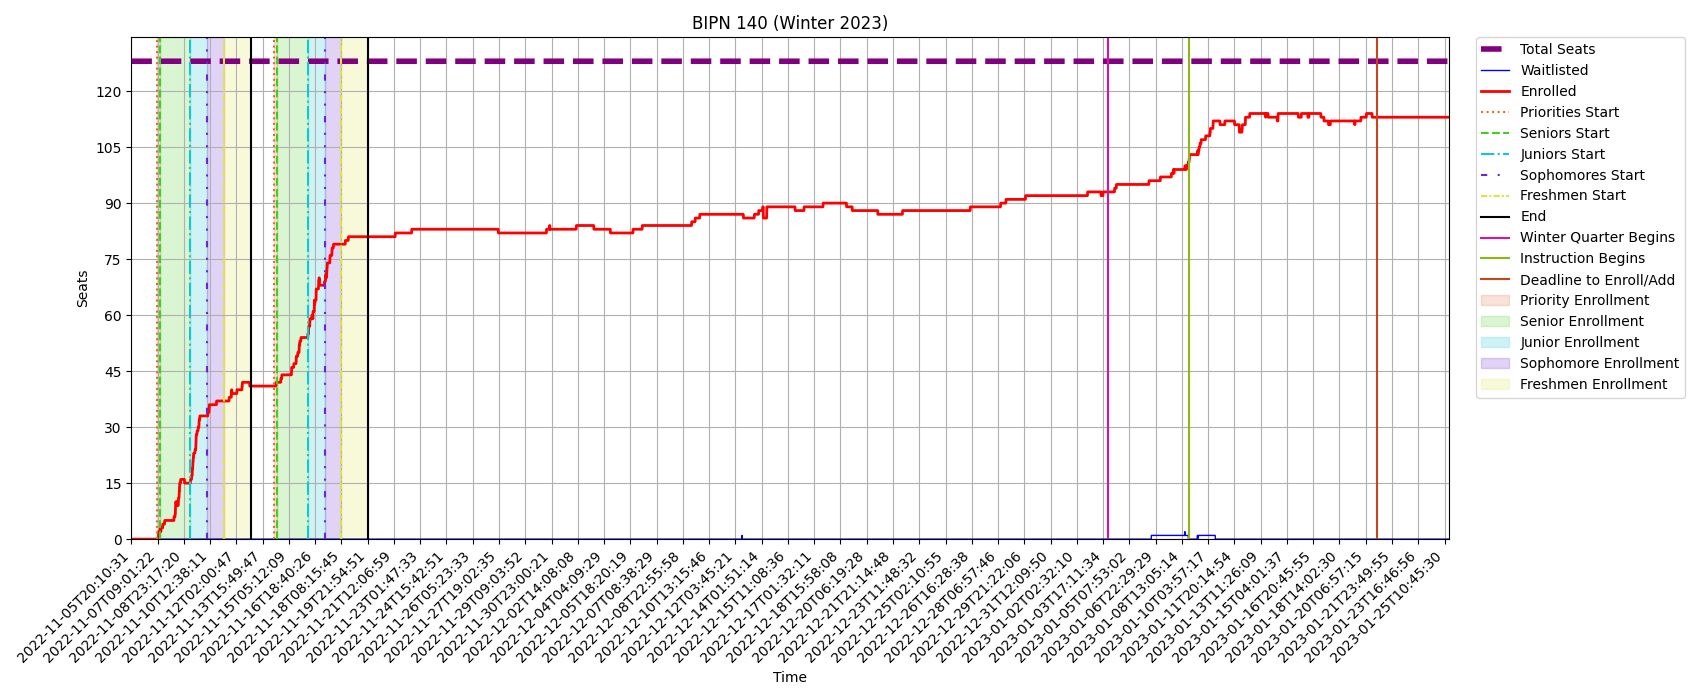 BIPN 140 (Winter 2023)
Seats
120
105
90
75
60
45
30
15
0
2022-11-05T20:10:31
2022-11-07T09:01:22
2022-11-08T23:17:20
2022-11-10T12:38:11
2022-11-12T02:00:47
2022-11-13T15:49:47
2022-11-15T05:12:09
2022-11-16T18:40:26
2022-11-18T08:15:45
2022-11-19T21:54:51
2022-11-21T12:06:59
2022-11-23T01:47:33
2022-11-24T15:42:51
2022-11-26T05:23:33
2022-11-27T19:02:35
2022-11-29T09:03:52
2022-11-30T23:00:21
2022-12-02T14:08:08
2022-12-04T04:09:29
2022-12-05T18:20:19
2022-12-07T08:38:29
2022-12-08T22:55:58
2022-12-10T13:15:46
2022-12-12T03:45:21
2022-12-14T01:51:14
2022-12-15T11:08:36
2022-12-17T01:32:11
2022-12-18T15:58:08
2022-12-20T06:19:28
2022-12-21T21:14:48
2022-12-23T11:48:32
2022-12-25T02:10:55
2022-12-26T16:28:38
2022-12-28T06:57:46
2022-12-29T21:22:06
2022-12-31T12:09:50
2023-01-02T02:32:10
2023-01-03T17:11:34
2023-01-05T07:53:02
2023-01-06T22:29:29
2023-01-08T13:05:14
2023-01-10T03:57:17
2023-01-11T20:14:54
2023-01-13T11:26:09
2023-01-15T04:01:37
2023-01-16T20:45:55
2023-01-18T14:02:30
2023-01-20T06:57:15
2023-01-21T23:49:55
2023-01-23T16:46:56
2023-01-25T10:45:30
Time
Total Seats
Waitlisted
Enrolled
Priorities Start
Seniors Start
Juniors Start
Sophomores Start
Freshmen Start
End
Winter Quarter Begins
Instruction Begins
Deadline to Enroll/Add
Priority Enrollment
Senior Enrollment
Junior Enrollment
Sophomore Enrollment
Freshmen Enrollment